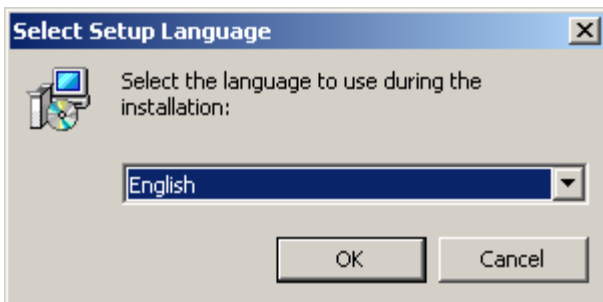 Select Setup Language
Select the language to use during the
installation:
English
OK
Cancel